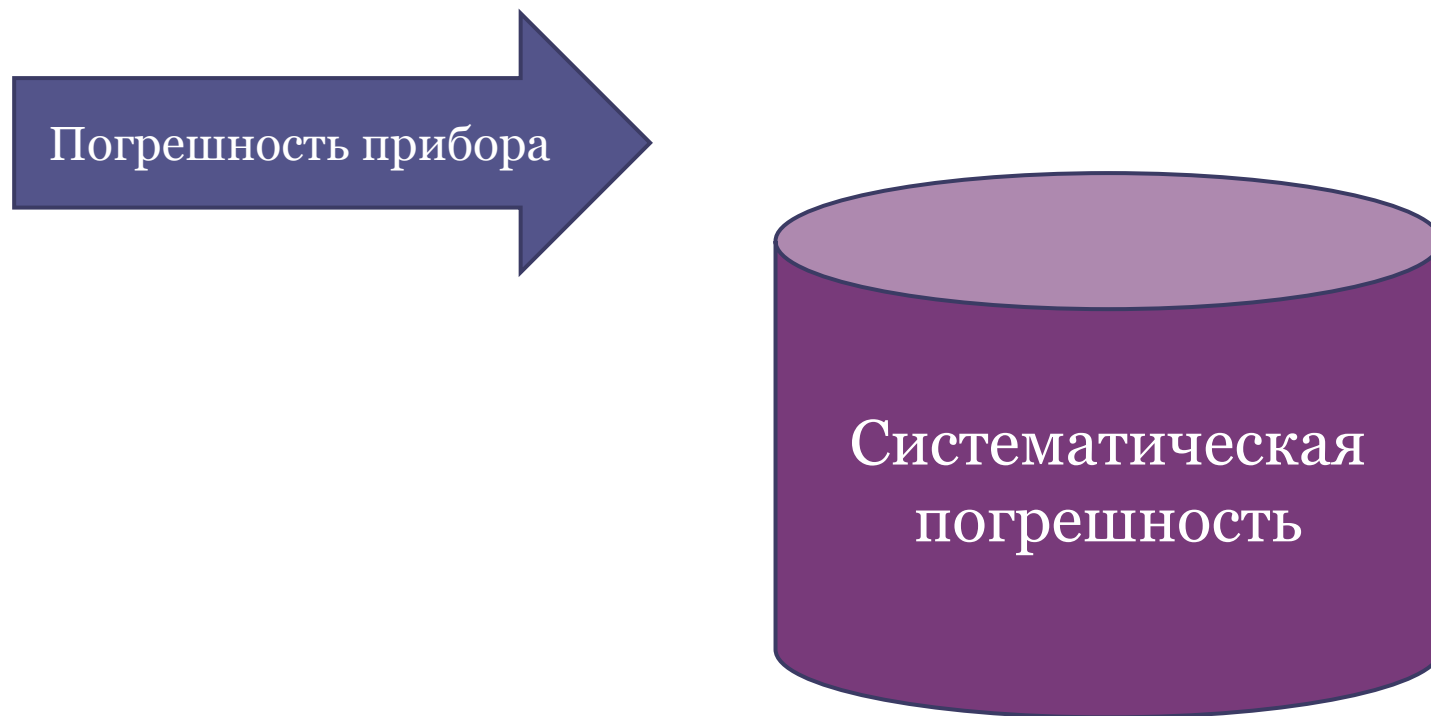 Погрешность прибора
Систематическая
погрешность